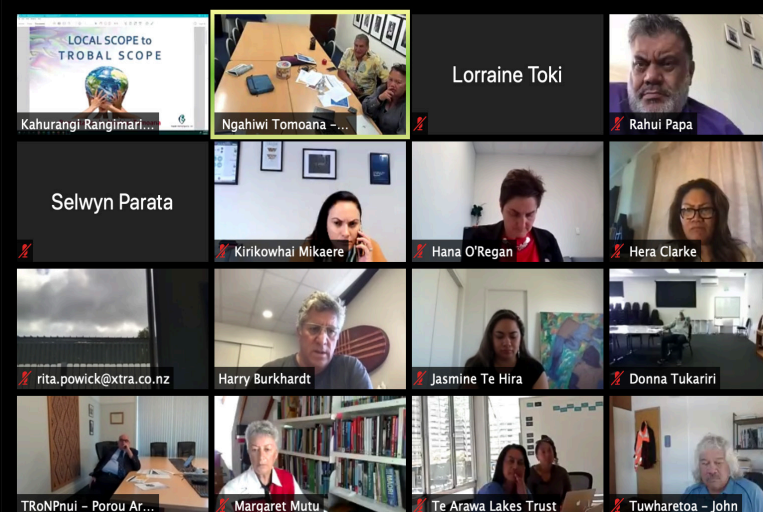 LOCAL SCOPE to
TROBAL SCOPE
Kahurangi Rangimari...
Ngahiwi Tomoana –...
Lorraine Toki
Rahui Papa
Selwyn Parata
Kirikowhai Mikaere
Hana O'Regan
Hera Clarke
rita.powick@xtra.co.nz
Harry Burkhardt
Jasmine Te Hira
Donna Tukariri
TRoNPnui – Porou Ar...
Margaret Mutu
Te Arawa Lakes Trust
Tuwharetoa – John